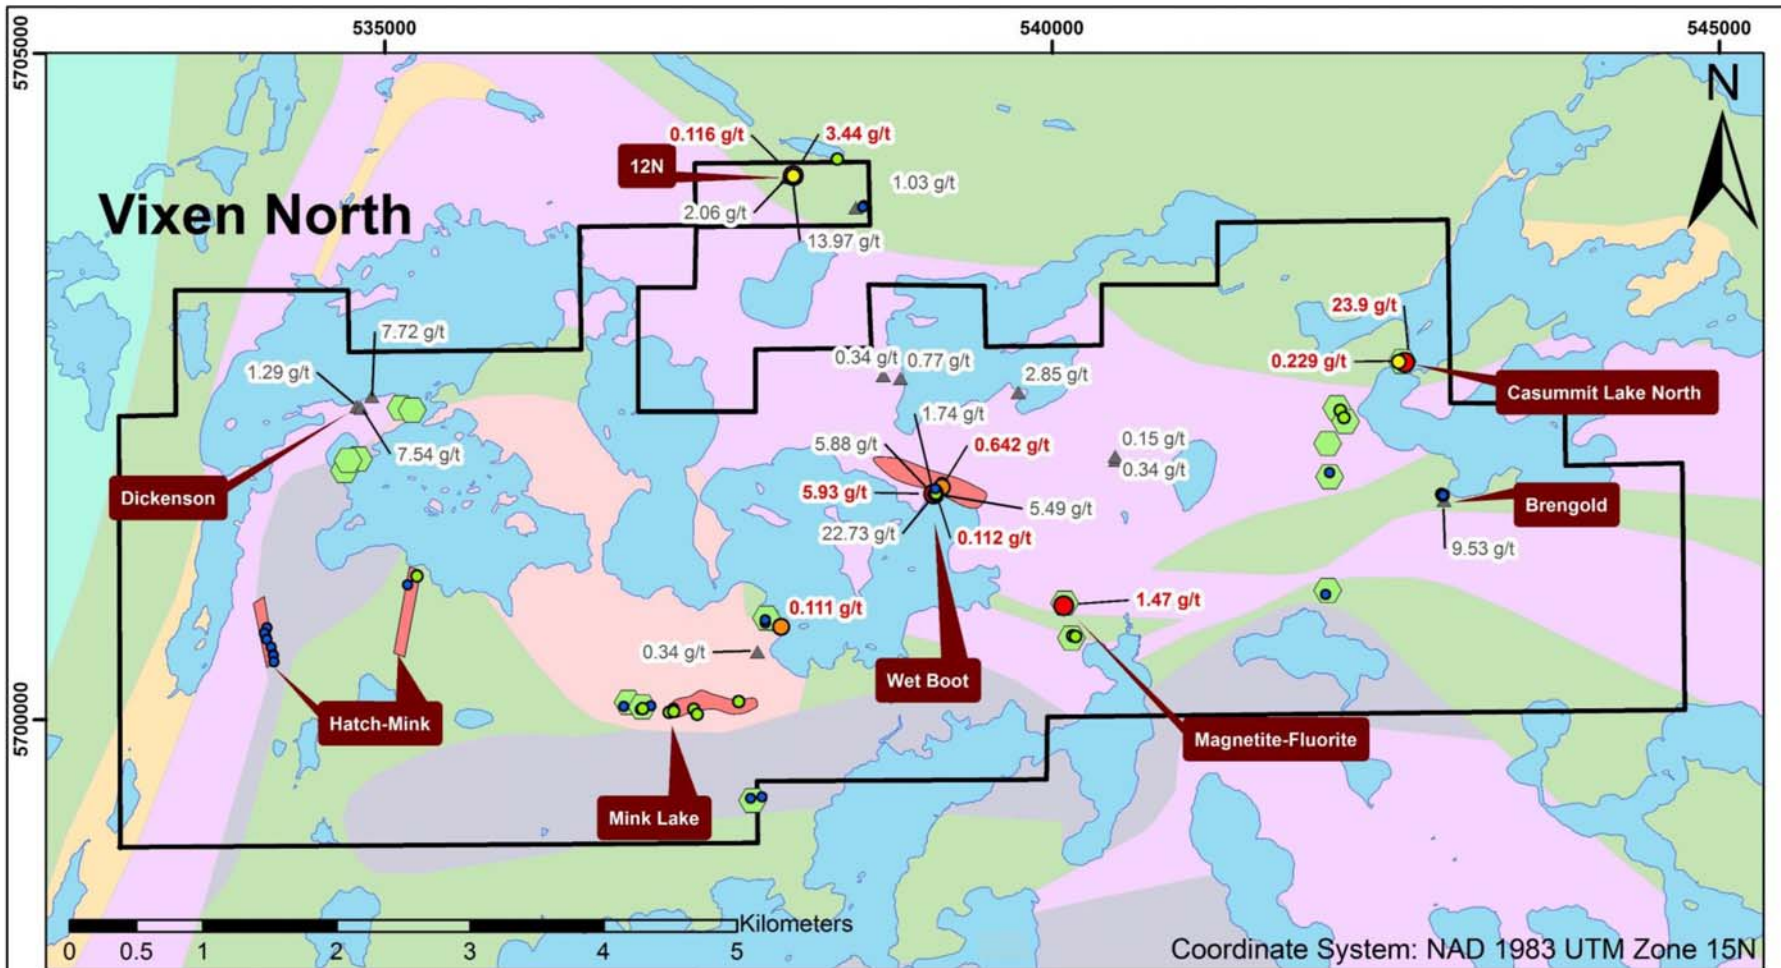 535000
540000
545000
5705000
N
0.116 g/t
3.44 g/t
12N
1.03 g/t
Vixen North
2.06 g/t
13.97 g/t
7.72 g/t
23.9 g/t
1.29 g/t
0.34 g/t
0.77 g/t
2.85 g/t
0.229 g/t
Casummit Lake North
1.74 g/t
7.54 g/t
5.88 g/t
0.642 g/t
0.15 g/t
0.34 g/t
Dickenson
5.93 g/t
5.49 g/t
Brengold
22.73 g/t
0.112 g/t
9.53 g/t
0.111 g/t
1.47 g/t
0.34 g/t
Wet Boot
5700000
Hatch-Mink
Magnetite-Fluorite
Mink Lake
Kilometers
0 0.5 1 2 3 4 5
Coordinate System: NAD 1983 UTM Zone 15N